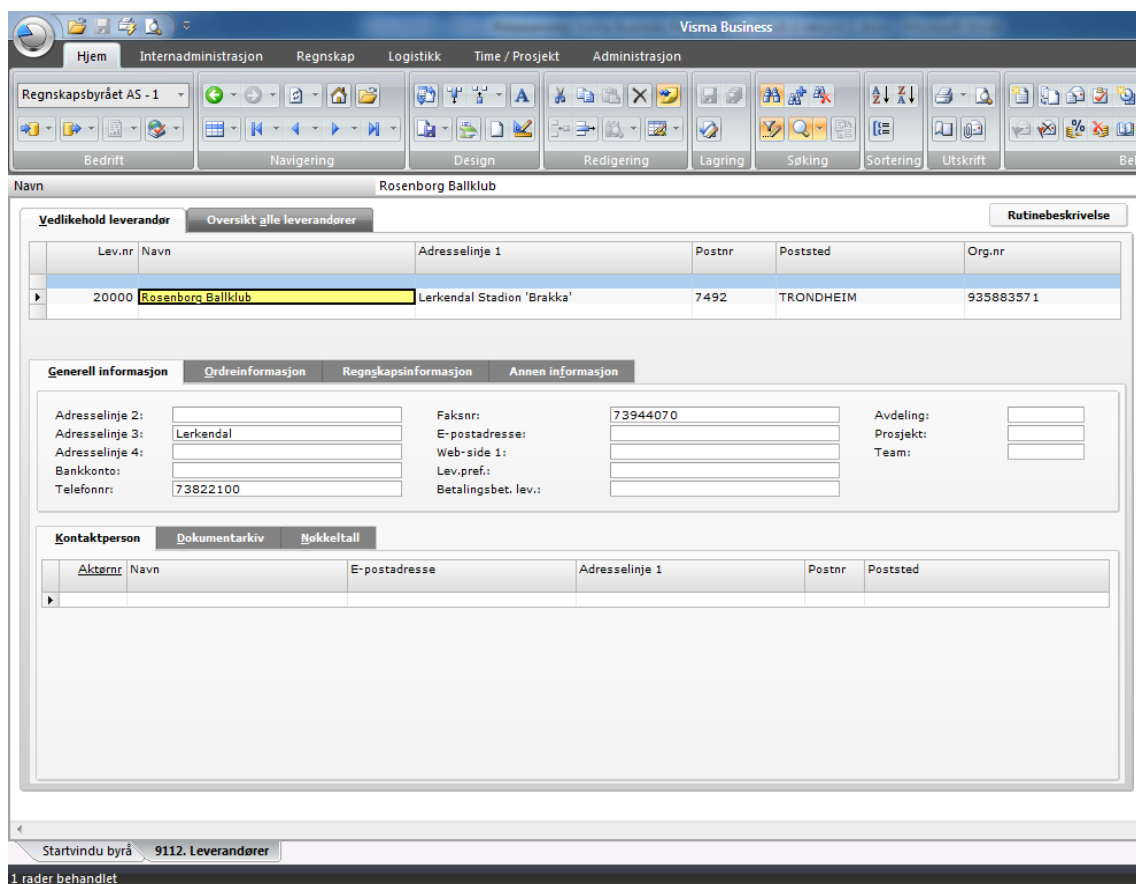 Visma Business
Hjem Internadministrasjon Regnskap Logistikk Time / Prosjekt Administrasjon
Regnskapsbyrået AS - 1
Bedrift Navigering Design Redigering Lagring Søking Sortering Utskrift
Navn Rosenborg Ballklub
Vedlikehold leverandør Oversikt alle leverandører Rutinebeskrivelse
Lev.nr Navn Adresselinje 1 Postnr Poststed Org.nr
20000 Rosenborg Ballklub Lerkendal Stadion 'Brakka' 7492 TRONDHEIM 935883571
Generell informasjon Ordreinformasjon Regnskapsinformasjon Annen informasjon
Adresselinje 2: Faksnr: 73944070 Avdeling:
Adresselinje 3: Lerkendal E-postadresse: Prosjekt:
Adresselinje 4: Web-side 1: Team:
Bankkonto: Lev.pref.:
Telefonnr: 73822100 Betalingsbet. lev.:
Kontaktperson Dokumentarkiv Nøkkeltall
Aktørnr Navn E-postadresse Adresselinje 1 Postnr Poststed
Startvindu byrå 9112. Leverandører
1 rader behandlet